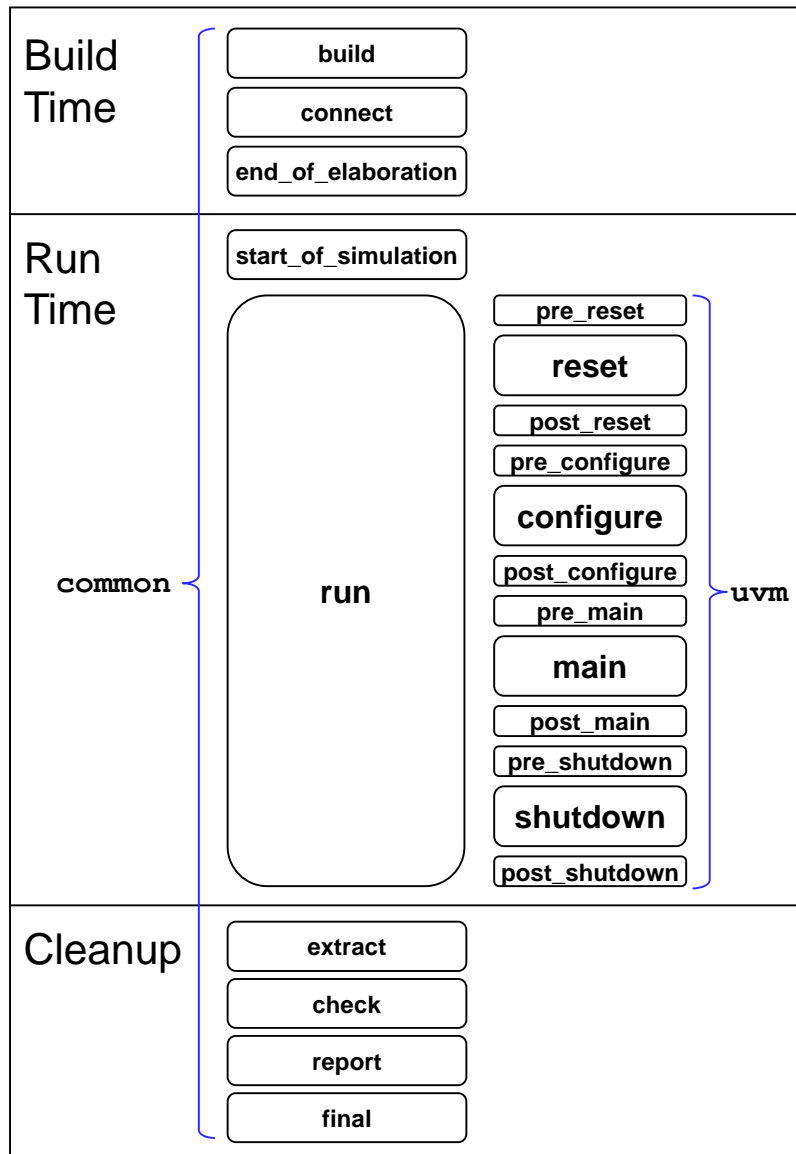 Build
Time
build
connect
end_of_elaboration
Run
Time
start_of_simulation
common
run
pre_reset
reset
post_reset
pre_configure
configure
post_configure
pre_main
main
post_main
pre_shutdown
shutdown
post_shutdown
uvm
Cleanup
extract
check
report
final